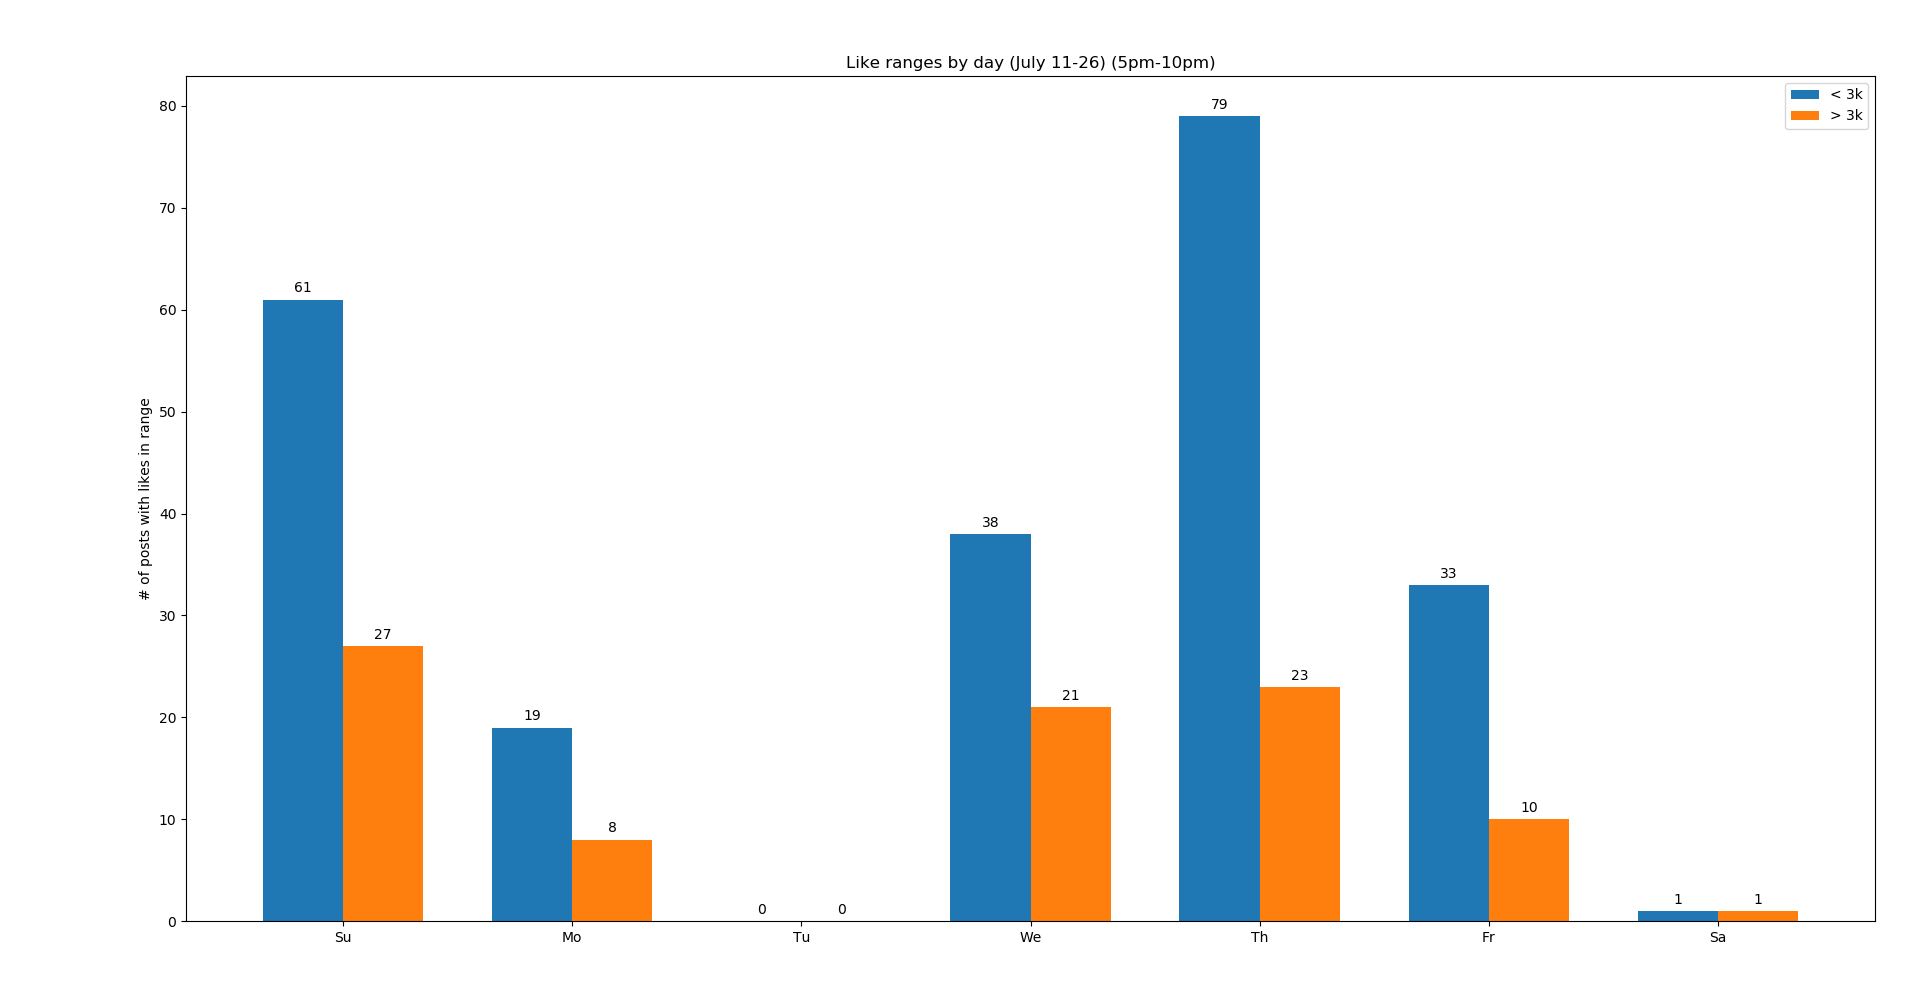 Like ranges by day (July 11-26) (5pm-10pm)
< 3k
> 3k
# of posts with likes in range
80
70
60
50
40
30
20
10
0
61
27
19
8
0
0
38
21
79
23
33
10
1
1
Su
Mo
Tu
We
Th
Fr
Sa